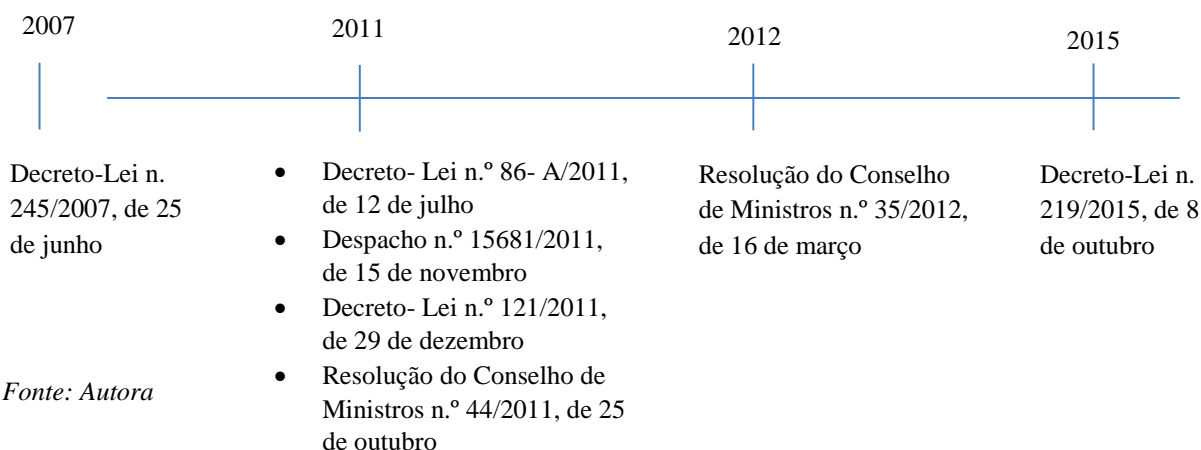 2007
2011
2012
2015
Decreto-Lei n.
245/2007, de 25
de junho
• Decreto- Lei n.º 86- A/2011,
de 12 de julho
• Despacho n.º 15681/2011,
de 15 de novembro
• Decreto- Lei n.º 121/2011,
de 29 de dezembro
• Resolução do Conselho de
Ministros n.º 44/2011, de 25
de outubro
Resolução do Conselho
de Ministros n.º 35/2012,
de 16 de março
Decreto-Lei n.
219/2015, de 8
de outubro
Fonte: Autora